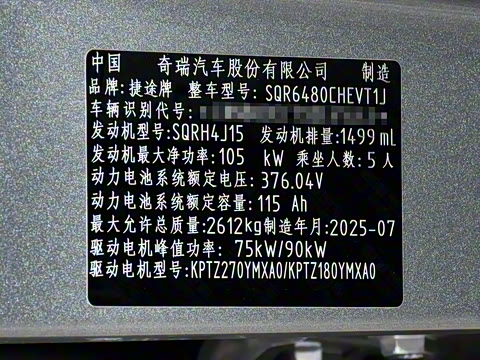 中国 奇瑞汽车股份有限公司 制造
品牌: 捷途牌 整车型号: SQR6480CHEVT1J
车辆识别代号:
发动机型号:SQRH4J15 发动机排量:1499 mL
发动机最大净功率: 105 kW 乘坐人数: 5 人
动力电池系统额定电压: 376.04V
动力电池系统额定容量: 115 Ah
最大允许总质量:2612kg制造年月:2025-07
驱动电机峰值功率: 75kW/90kW
驱动电机型号:KPTZ270YMXA0/KPTZ180YMXA0